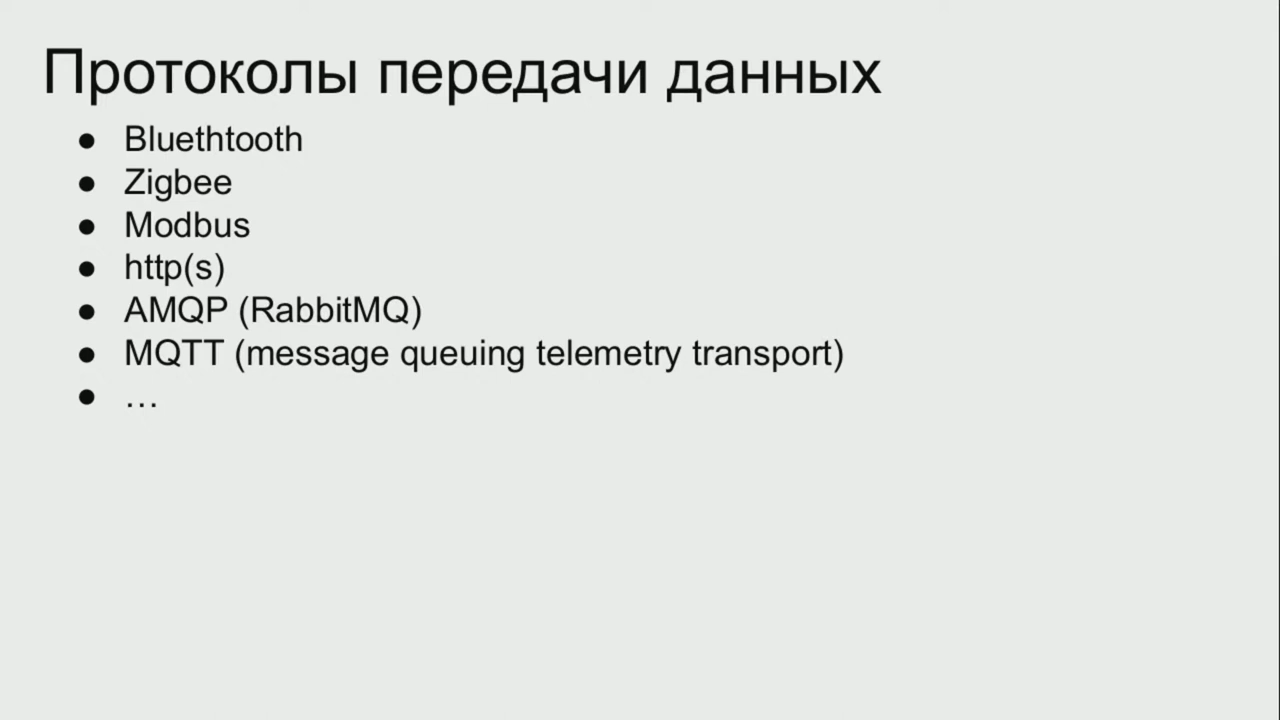 Протоколы передачи данных
● Bluethtooth
● Zigbee
● Modbus
● http(s)
● AMQP (RabbitMQ)
● MQTT (message queuing telemetry transport)
● …